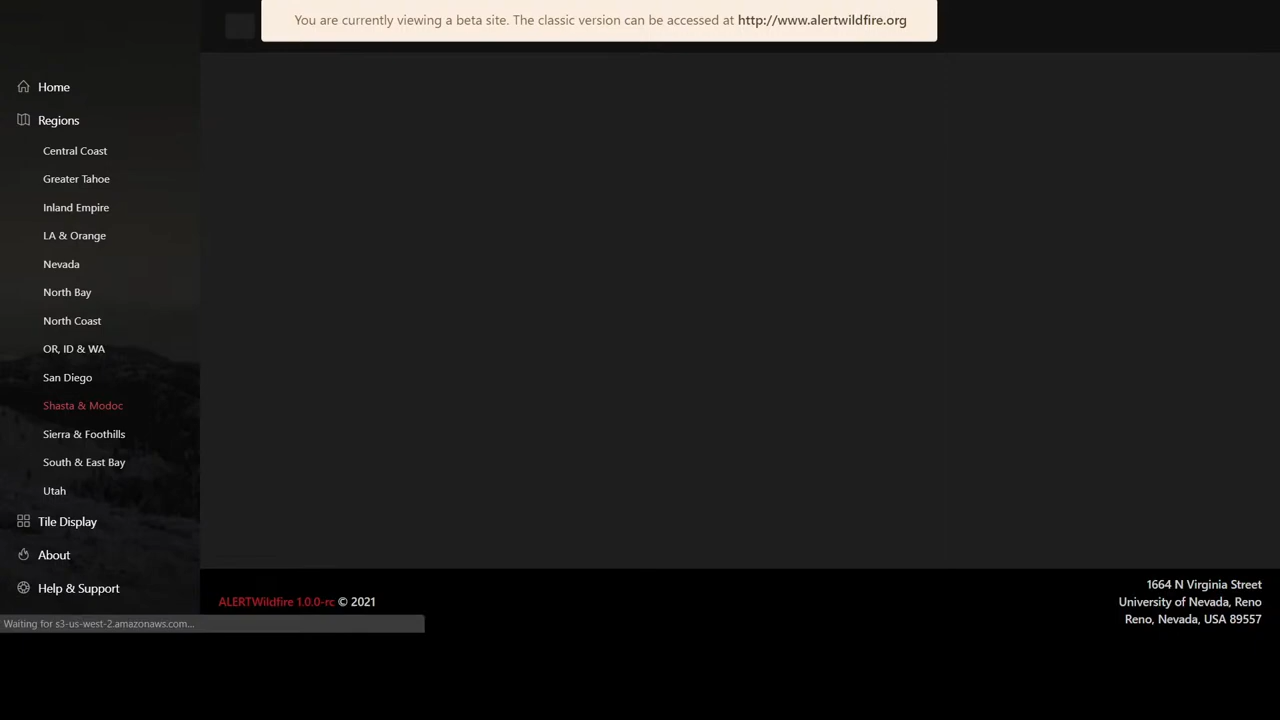 You are currently viewing a beta site. The classic version can be accessed at http://www.alertwildfire.org
Home
Regions
Central Coast
Greater Tahoe
Inland Empire
LA & Orange
Nevada
North Bay
North Coast
OR, ID & WA
San Diego
Shasta & Modoc
Sierra & Foothills
South & East Bay
Utah
Tile Display
About
Help & Support
ALERTWildfire 1.0.0-rc © 2021
1664 N Virginia Street
University of Nevada, Reno
Reno, Nevada, USA 89557
Waiting for s3-us-west-2.amazonaws.com...